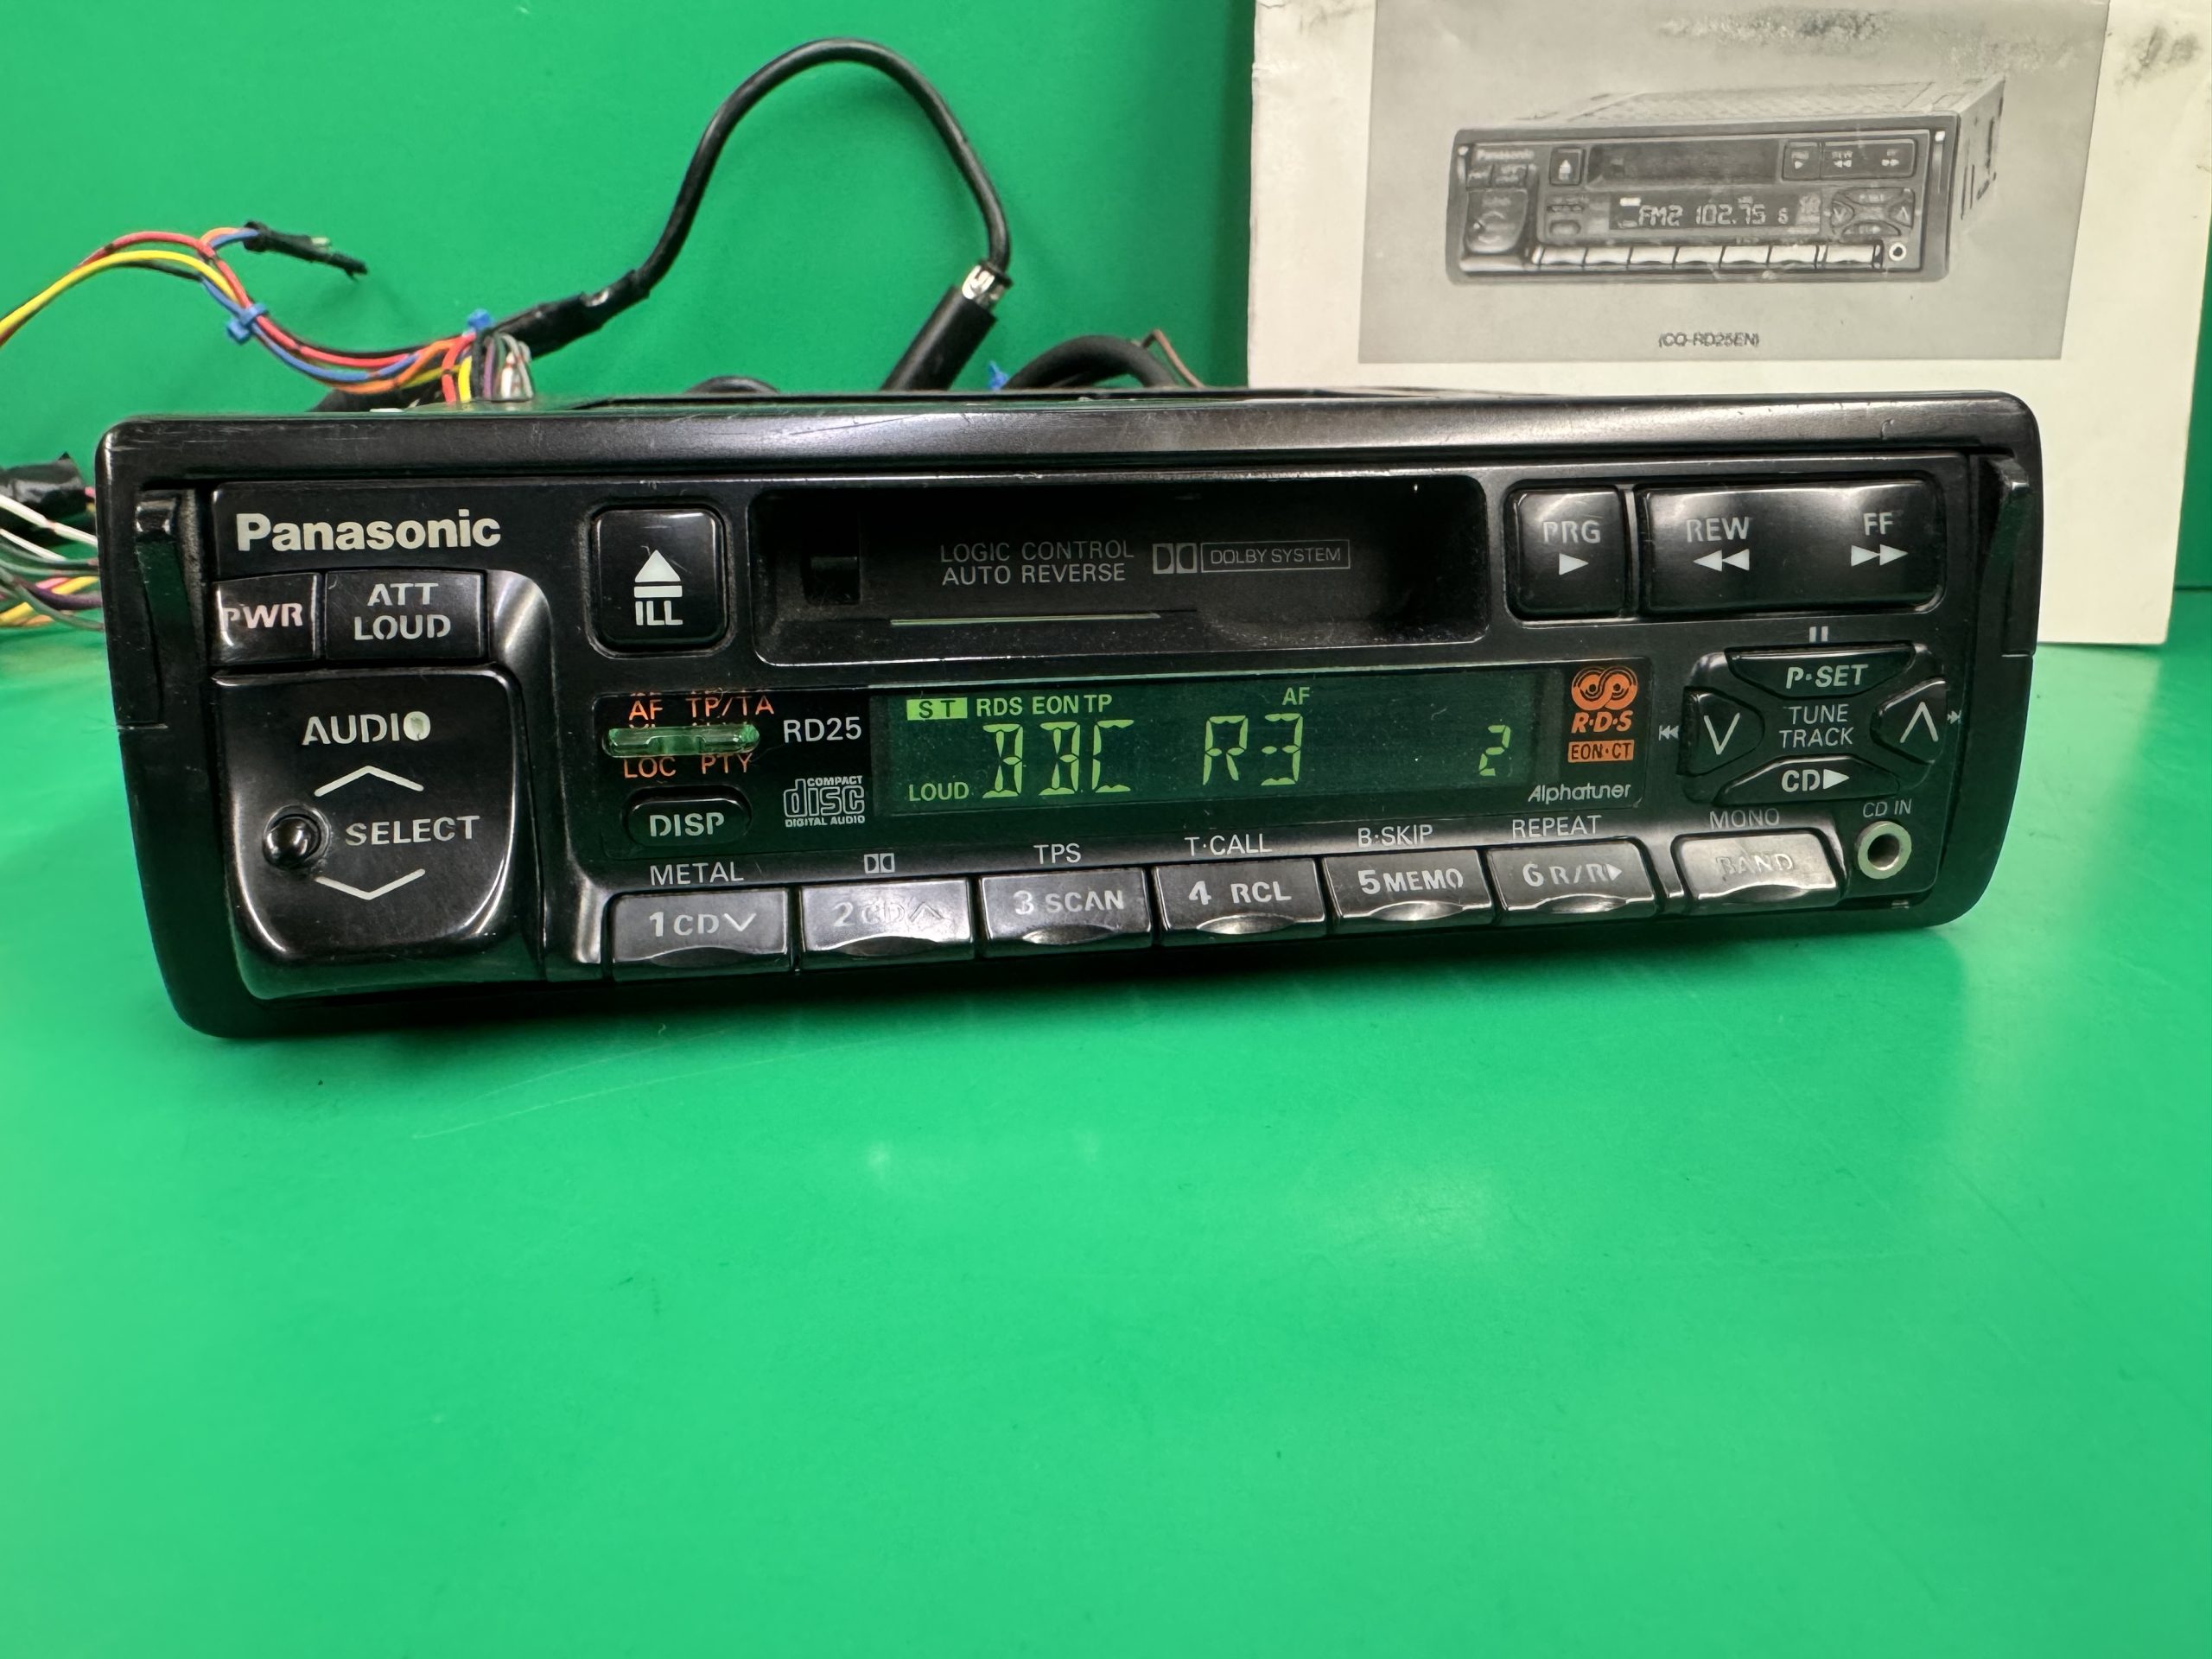 FM2 102.75 6
(CQ-RD25EN)
Panasonic
PWR
ATT
LOUD
ILL
LOGIC CONTROL
AUTO REVERSE
DOLBY SYSTEM
PRG
REW
FF
AUDIO
SELECT
AF TP/TA
LOC PTY
DISP
RD25
COMPACT
disc
DIGITAL AUDIO
ST RDS EON TP AF
BBC R3 2
LOUD
R·D·S
EON·CT
Alphatuner
P·SET
TUNE
TRACK
CD
CD IN
METAL
TPS
T·CALL
B·SKIP
REPEAT
MONO
1 CD
2 CD
3 SCAN
4 RCL
5 MEMO
6 R/R
BAND